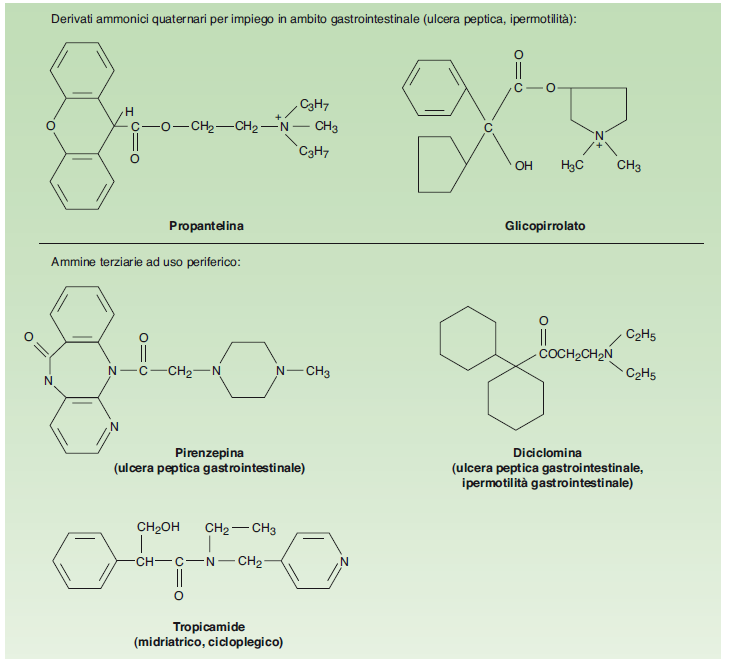 Derivati ammonici quaternari per impiego in ambito gastrointestinale (ulcera peptica, ipermotilità):
O
H
C—O—CH₂—CH₂—N—CH₃
+
C₃H₇
C₃H₇
O
Propantelina
O
C—O
C
OH
N
+
H₃C
CH₃
Glicopirrolato
Ammine terziarie ad uso periferico:
O
N
N
N—C—CH₂—N
O
N—CH₃
Pirenzepina
(ulcera peptica gastrointestinale)
O
COCH₂CH₂N
C₂H₅
C₂H₅
Diciclomina
(ulcera peptica gastrointestinale,
ipermotilità gastrointestinale)
CH₂OH
CH₂—CH₃
CH—C—N—CH₂
O
N
Tropicamide
(midriatrico, cicloplegico)